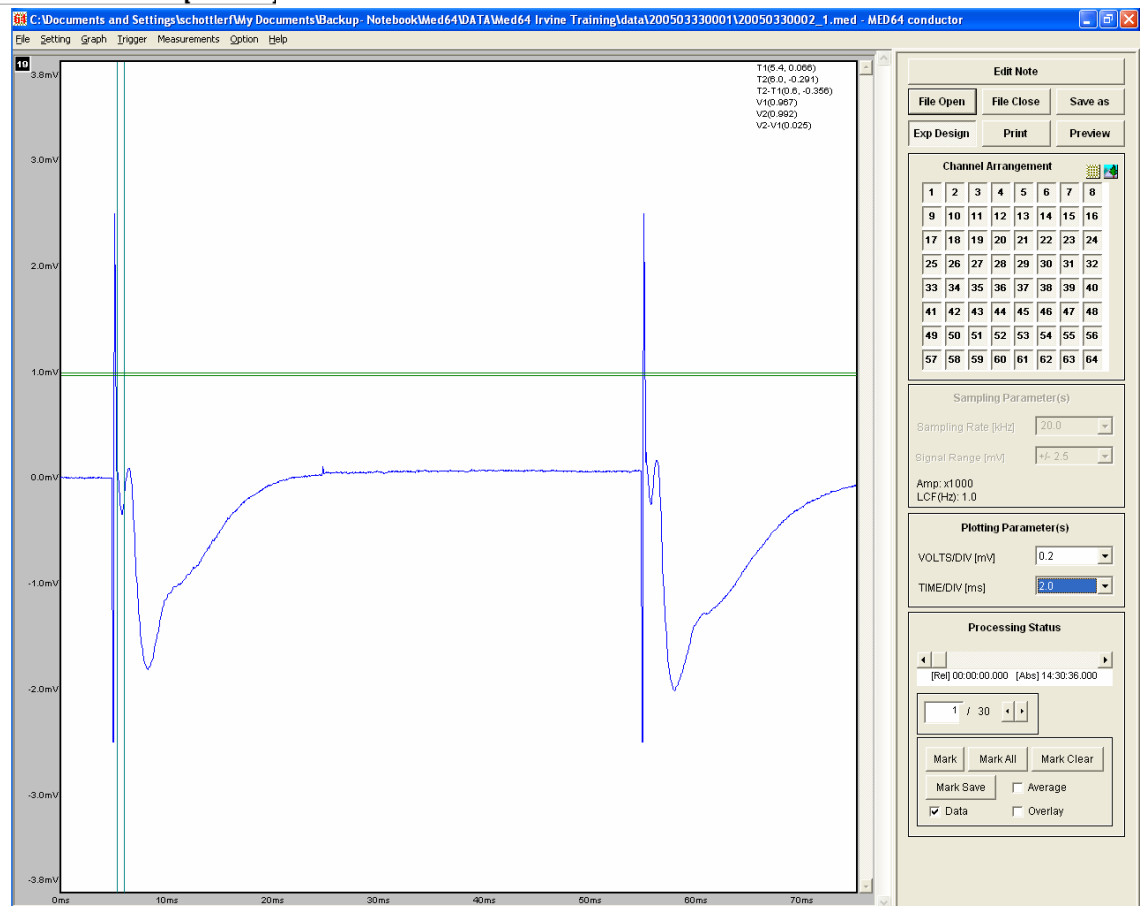 C:\Documents and Settings\schottlerf\My Documents\Backup- Notebook\Med64\DATA\Med64 Irvine Training\data\200503330001\20050330002_1.med - MED64 conductor
File Setting Graph Trigger Measurements Option Help
19
3.8mV
3.0mV
2.0mV
1.0mV
0.0mV
-1.0mV
-2.0mV
-3.0mV
-3.8mV
0ms 10ms 20ms 30ms 40ms 50ms 60ms 70ms
T1(5.4, 0.066)
T2(6.0, -0.291)
T2-T1(0.6, -0.356)
V1(0.967)
V2(0.992)
V2-V1(0.025)
Edit Note
File Open File Close Save as
Exp Design Print Preview
Channel Arrangement
1 2 3 4 5 6 7 8
9 10 11 12 13 14 15 16
17 18 19 20 21 22 23 24
25 26 27 28 29 30 31 32
33 34 35 36 37 38 39 40
41 42 43 44 45 46 47 48
49 50 51 52 53 54 55 56
57 58 59 60 61 62 63 64
Sampling Parameter(s)
Sampling Rate [kHz] 20.0
Signal Range [mV] +/- 2.5
Amp: x1000
LCF(Hz): 1.0
Plotting Parameter(s)
VOLTS/DIV [mV] 0.2
TIME/DIV [ms] 2.0
Processing Status
[Rel] 00:00:00.000 [Abs] 14:30:36.000
1 / 30
Mark Mark All Mark Clear
Mark Save Average
Data Overlay